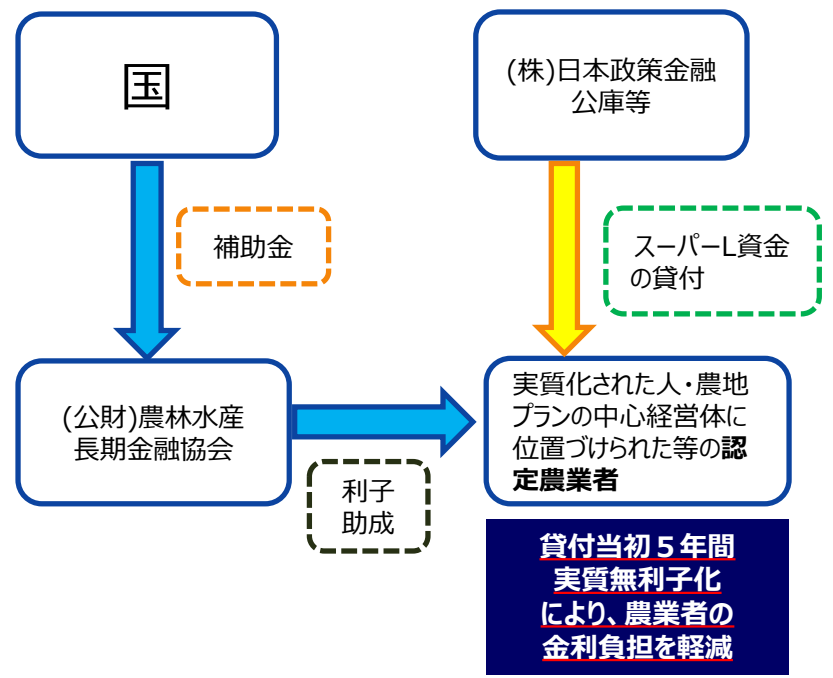 国
(株)日本政策金融
公庫等
補助金
スーパーL資金
の貸付
(公財)農林水産
長期金融協会
利子
助成
実質化された人・農地
プランの中心経営体に
位置づけられた等の認
定農業者
貸付当初５年間
実質無利子化
により、農業者の
金利負担を軽減